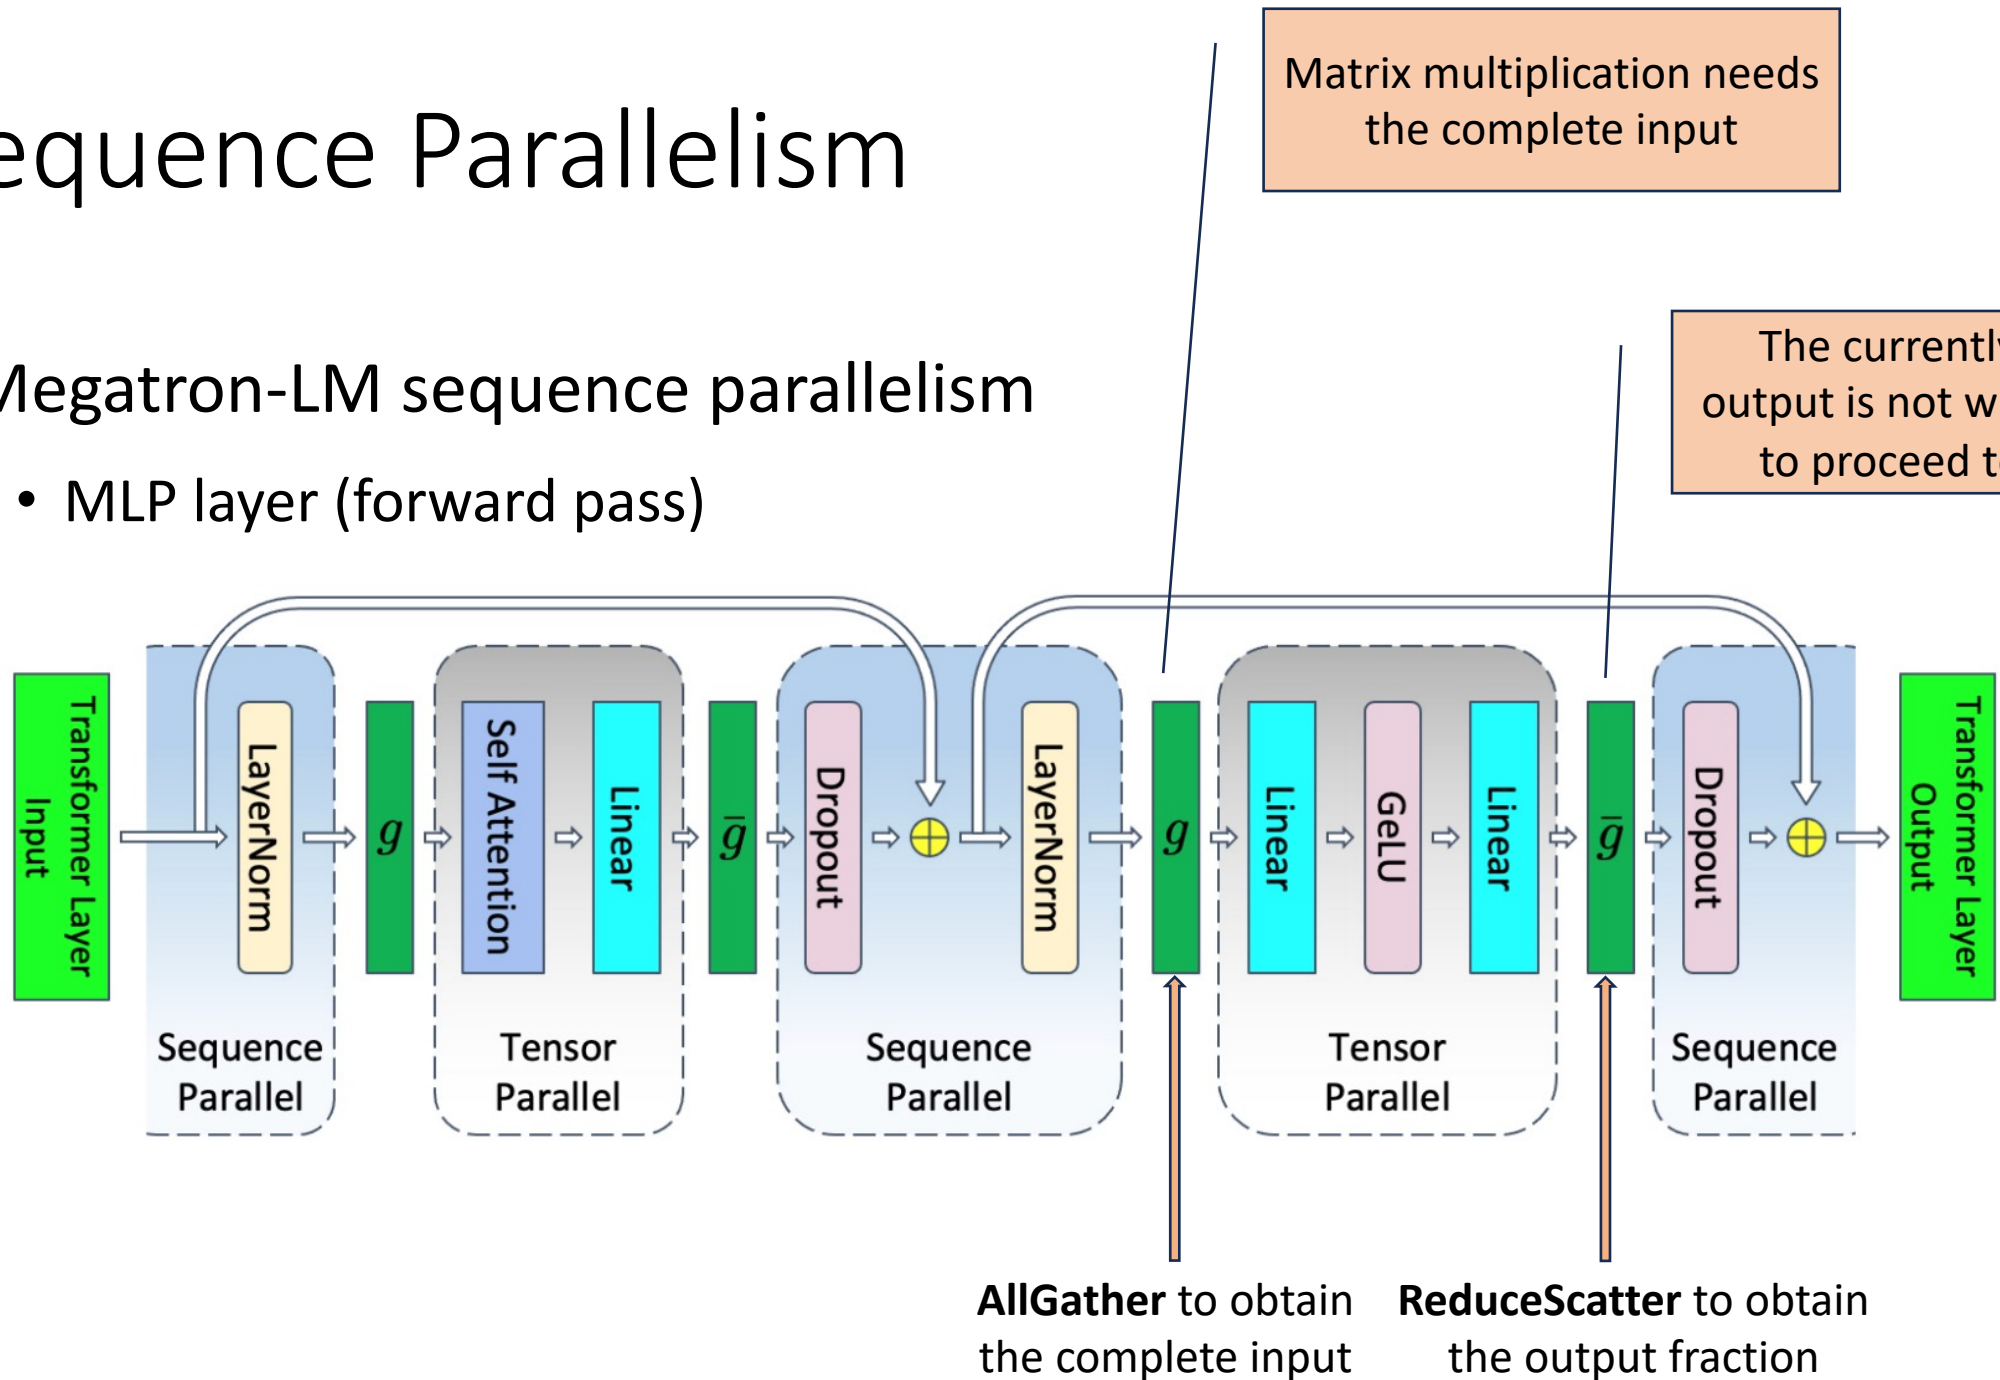 Matrix multiplication needs
the complete input
equence Parallelism
The currently
output is not w
to proceed t
Megatron-LM sequence parallelism
• MLP layer (forward pass)
Transformer Layer
Input
LayerNorm
g
Self Attention
Linear
g̅
Dropout
LayerNorm
g
Linear
GeLU
Linear
g̅
Dropout
Transformer Layer
Output
Sequence
Parallel
Tensor
Parallel
Sequence
Parallel
Tensor
Parallel
Sequence
Parallel
AllGather to obtain
the complete input
ReduceScatter to obtain
the output fraction